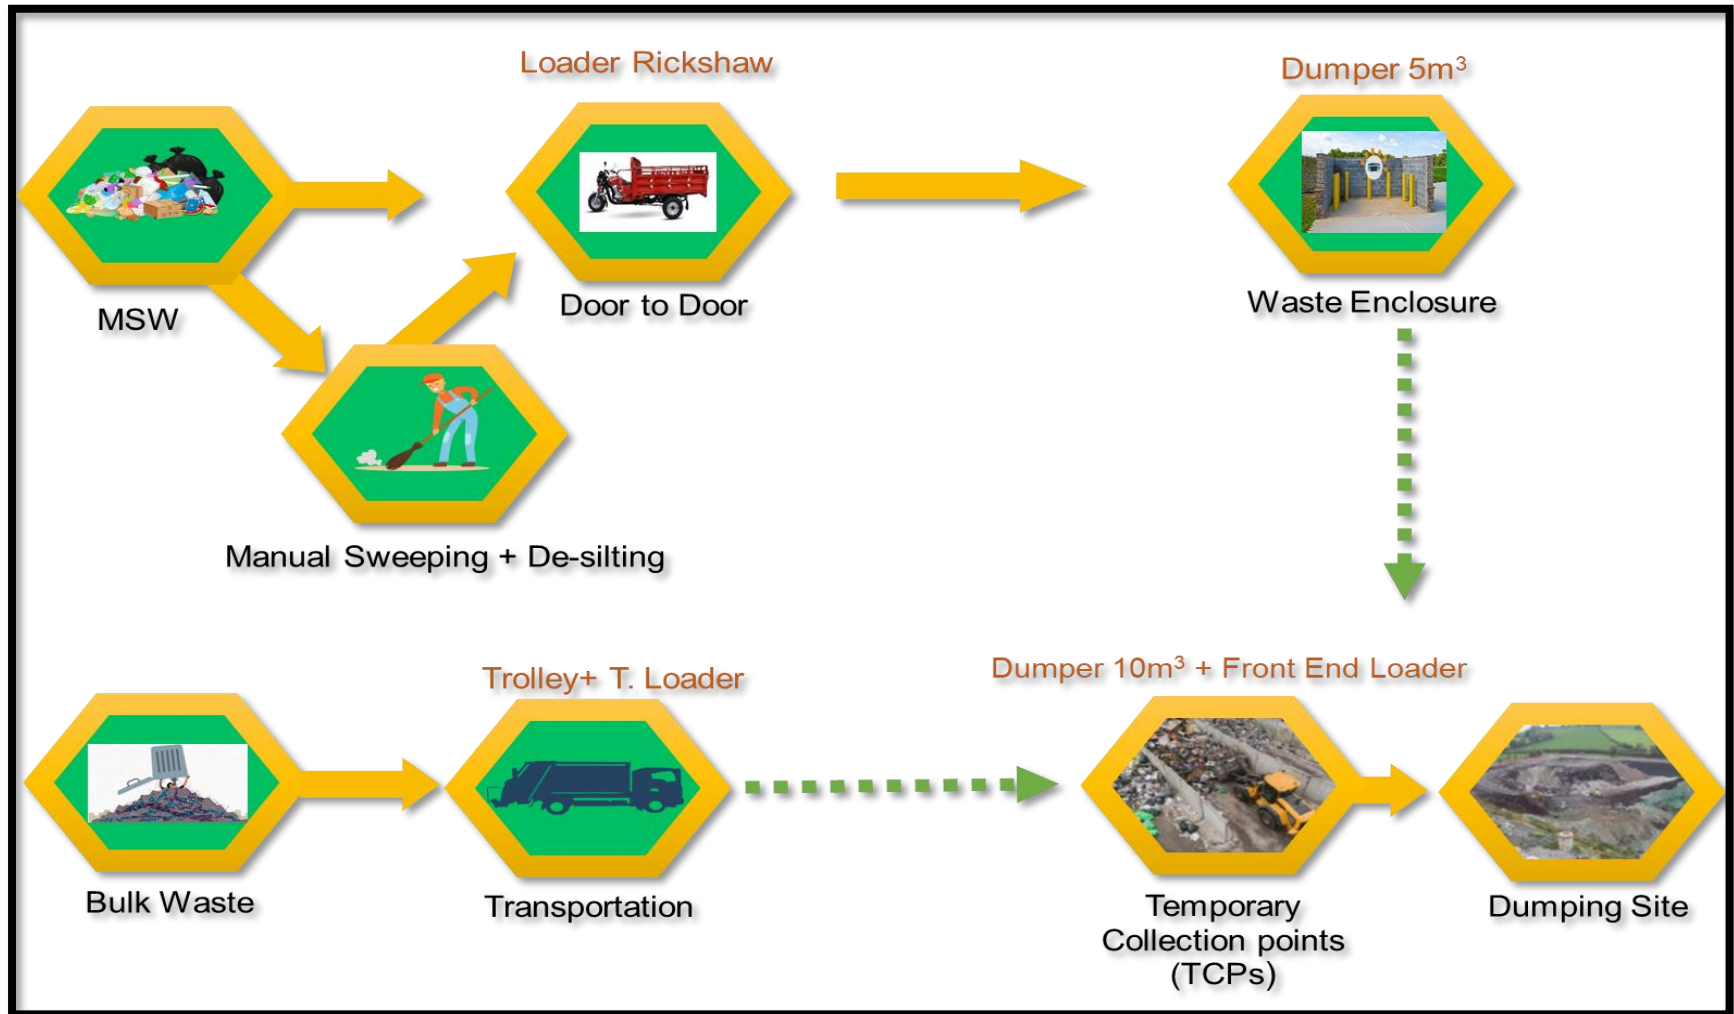 Loader Rickshaw
Dumper 5m³
MSW
Door to Door
Waste Enclosure
Manual Sweeping + De-silting
Trolley+ T. Loader
Dumper 10m³ + Front End Loader
Bulk Waste
Transportation
Temporary
Collection points
(TCPs)
Dumping Site